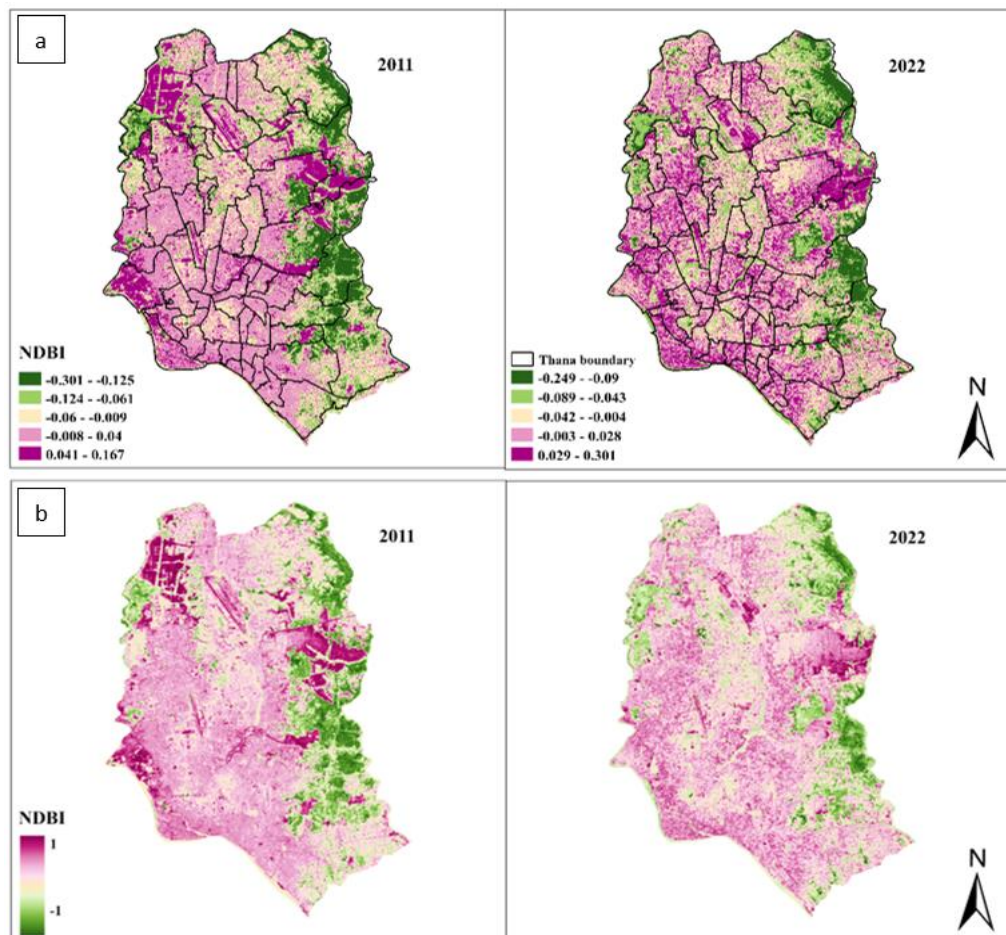 a
2011
NDBI
-0.301 - -0.125
-0.124 - -0.061
-0.06 - -0.009
-0.008 - 0.04
0.041 - 0.167
2022
Thana boundary
-0.249 - -0.09
-0.089 - -0.043
-0.042 - -0.004
-0.003 - 0.028
0.029 - 0.301
N
b
2011
NDBI
1
-1
2022
N